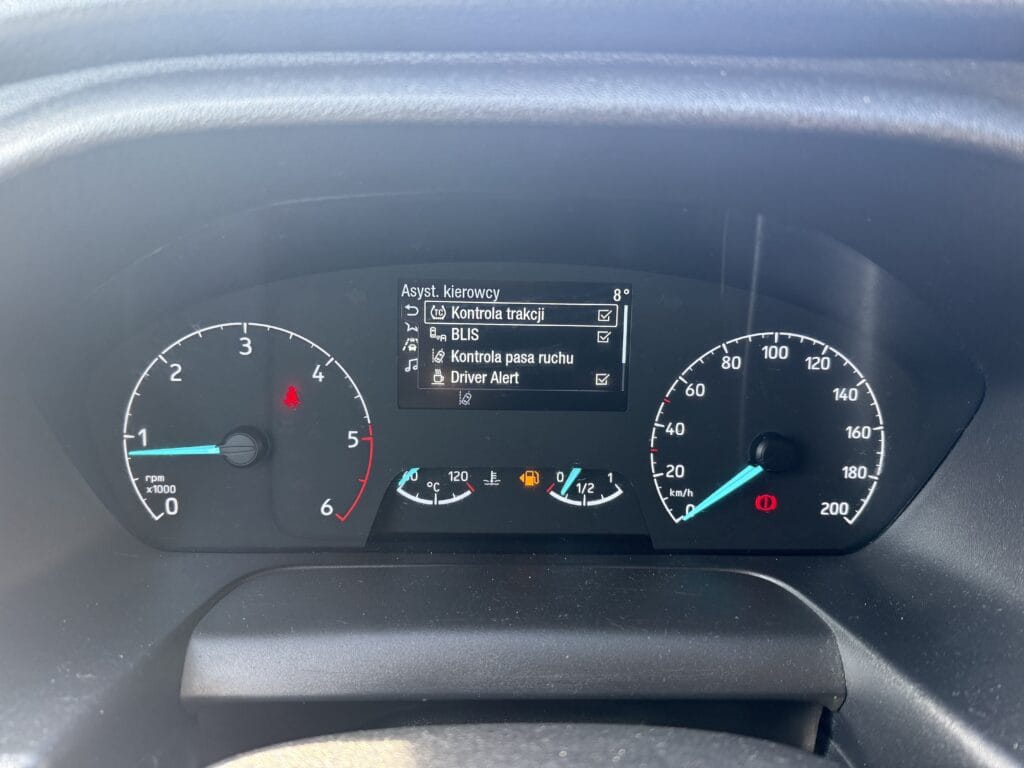 Asyst. kierowcy 8°
TC Kontrola trakcji
BLIS
Kontrola pasa ruchu
Driver Alert
0 1 2 3 4 5 6
rpm
x1000
120
°C
0 1/2 1
0 20 40 60 80 100 120 140 160 180 200
km/h